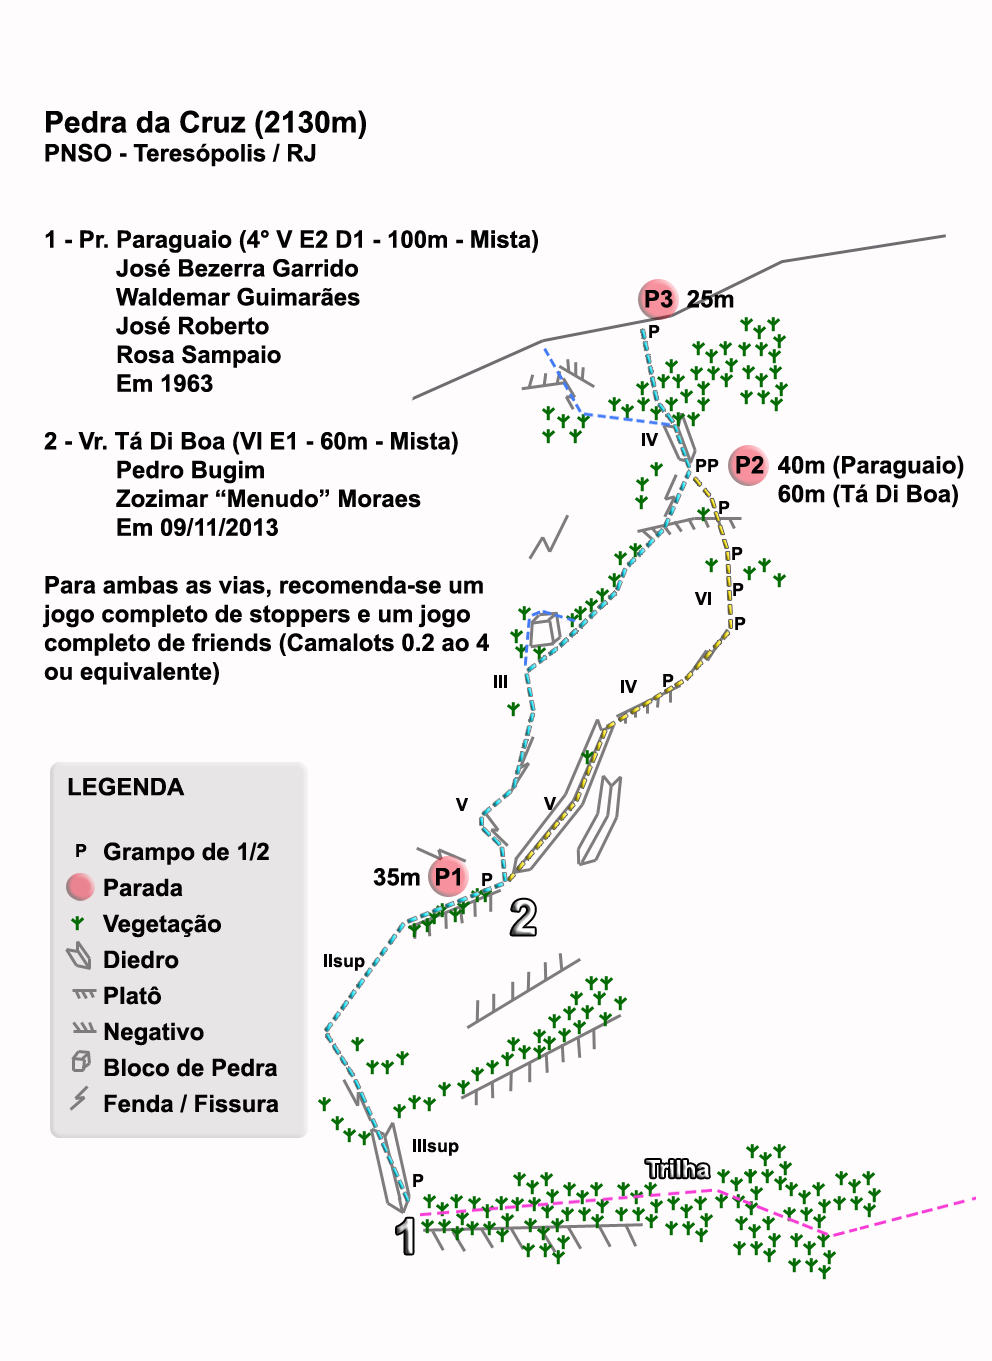 Pedra da Cruz (2130m)
PNSO - Teresópolis / RJ
1 - Pr. Paraguaio (4° V E2 D1 - 100m - Mista)
José Bezerra Garrido
Waldemar Guimarães
José Roberto
Rosa Sampaio
Em 1963
2 - Vr. Tá Di Boa (VI E1 - 60m - Mista)
Pedro Bugim
Zozimar “Menudo” Moraes
Em 09/11/2013
Para ambas as vias, recomenda-se um
jogo completo de stoppers e um jogo
completo de friends (Camalots 0.2 ao 4
ou equivalente)
P3 25m
P
IV
PP P2 40m (Paraguaio)
60m (Tá Di Boa)
P
P
P
VI
P
III
IV
P
V
V
35m P1 P
2
IIsup
IIIsup
P
1
Trilha
LEGENDA
P Grampo de 1/2
Parada
Vegetação
Diedro
Platô
Negativo
Bloco de Pedra
Fenda / Fissura